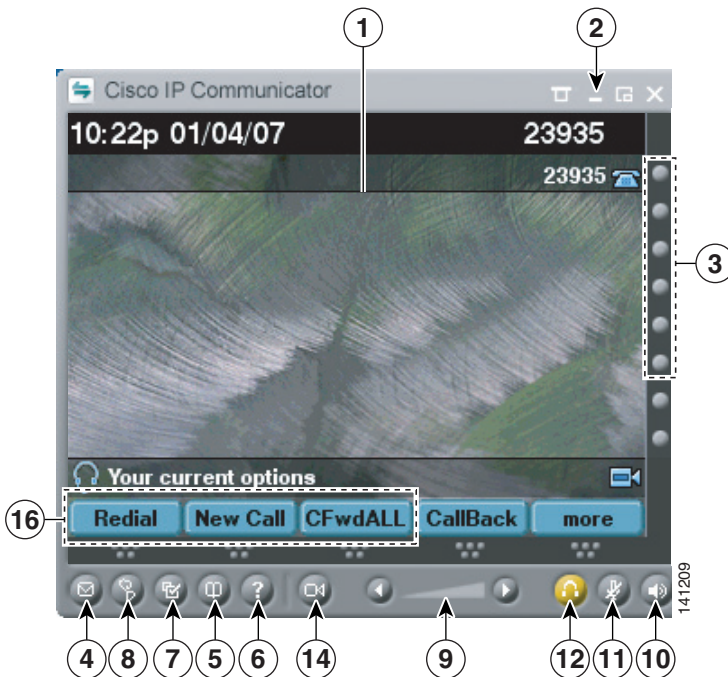 1
2
Cisco IP Communicator
10:22p 01/04/07 23935
23935
3
Your current options
16
Redial New Call CFwdALL CallBack more
141209
4 8 7 5 6 14 9 12 11 10